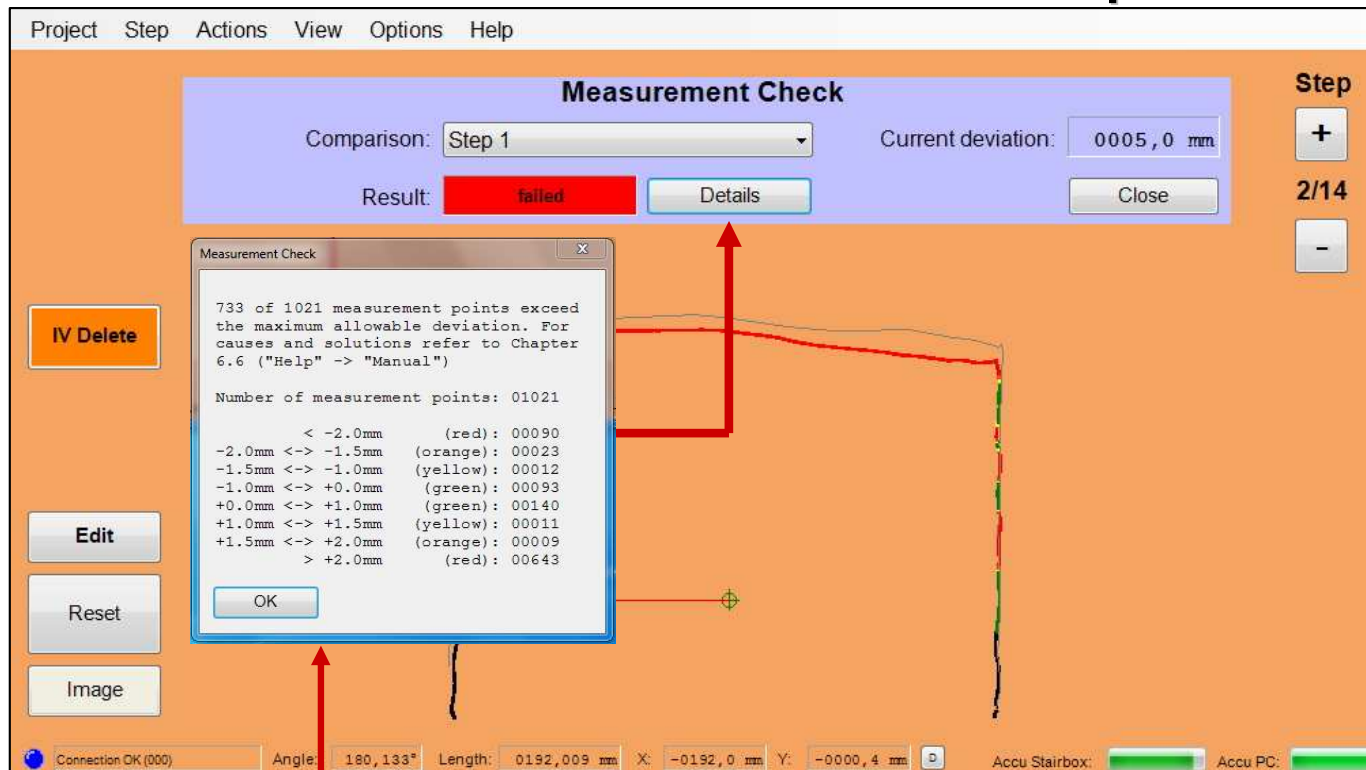 Project Step Actions View Options Help
Measurement Check
Step
Comparison: Step 1 Current deviation: 0005,0 mm
+
Result: failed Details Close
2/14
-
Measurement Check X
733 of 1021 measurement points exceed
the maximum allowable deviation. For
causes and solutions refer to Chapter
6.6 ("Help" -> "Manual")
Number of measurement points: 01021
< -2.0mm (red): 00090
-2.0mm <-> -1.5mm (orange): 00023
-1.5mm <-> -1.0mm (yellow): 00012
-1.0mm <-> +0.0mm (green): 00093
+0.0mm <-> +1.0mm (green): 00140
+1.0mm <-> +1.5mm (yellow): 00011
+1.5mm <-> +2.0mm (orange): 00009
> +2.0mm (red): 00643
OK
IV Delete
Edit
Reset
Image
Connection OK (000) Angle: 180,133° Length: 0192,009 mm X: -0192,0 mm Y: -0000,4 mm D Accu Stairbox: Accu PC: